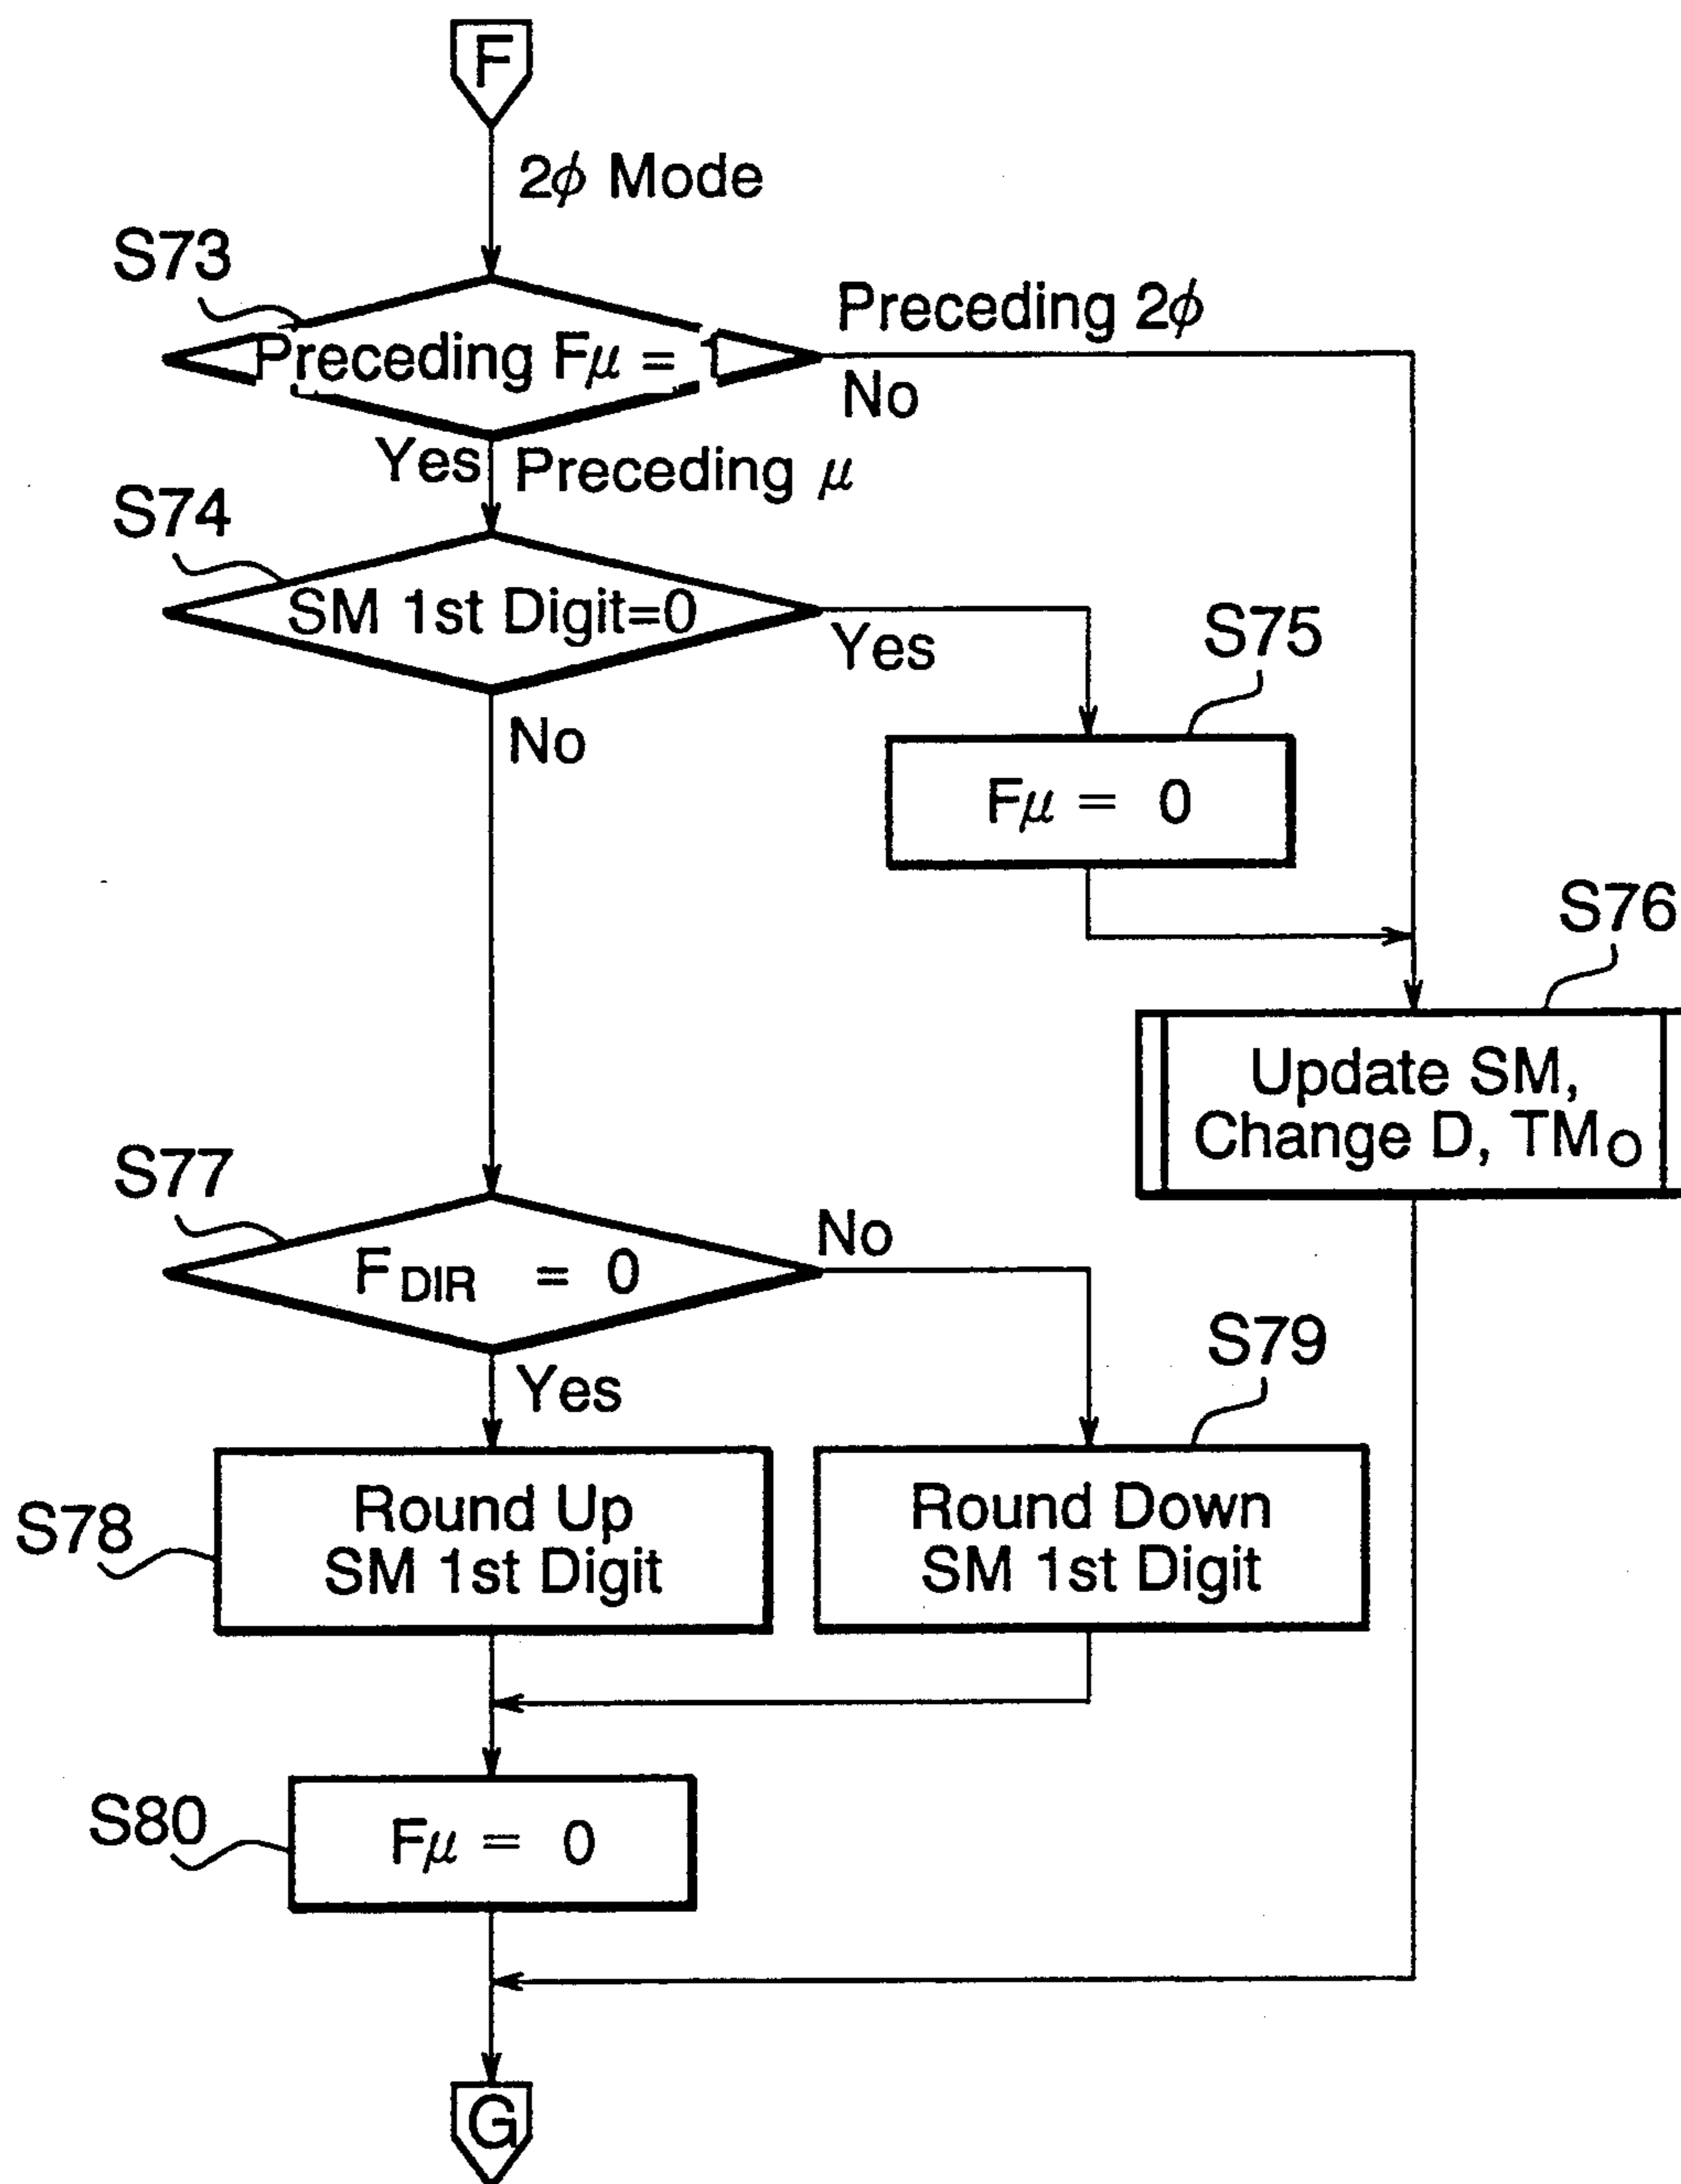 F
2φ Mode
S73
Preceding 2φ
Preceding Fμ = 1
No
Yes
Preceding μ
S74
SM 1st Digit=0
Yes
S75
No
Fμ = 0
S76
Update SM,
Change D, TMO
S77
No
FDIR = 0
S79
Yes
Round Up
SM 1st Digit
Round Down
SM 1st Digit
S78
S80
Fμ = 0
G